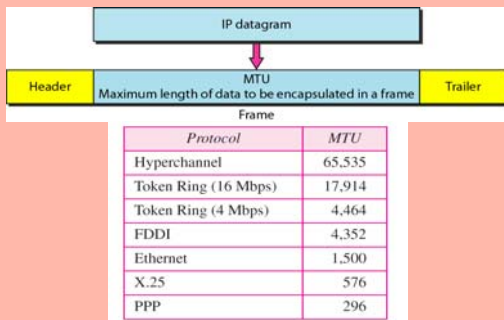 IP datagram
Header
MTU
Maximum length of data to be encapsulated in a frame
Trailer
Frame
Protocol MTU
Hyperchannel 65,535
Token Ring (16 Mbps) 17,914
Token Ring (4 Mbps) 4,464
FDDI 4,352
Ethernet 1,500
X.25 576
PPP 296